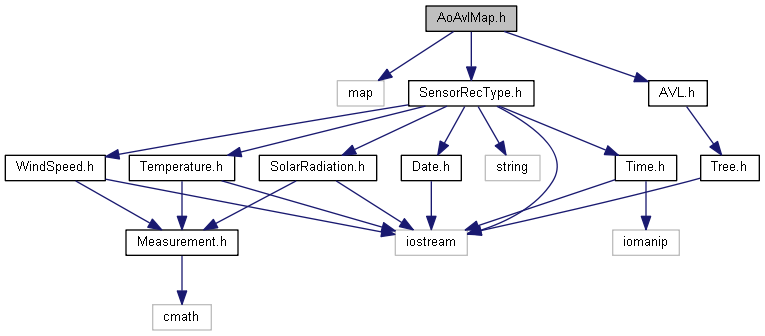 AoAvlMap.h
map
SensorRecType.h
AVL.h
WindSpeed.h
Temperature.h
SolarRadiation.h
Date.h
string
Time.h
Tree.h
Measurement.h
iostream
iomanip
cmath